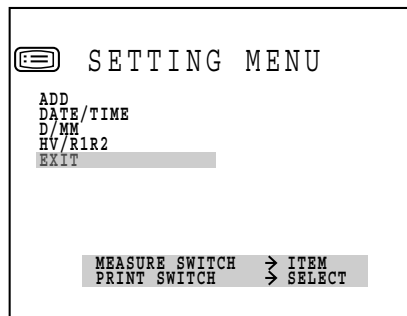 SETTING MENU
ADD
DATE/TIME
D/MM
HV/R1R2
EXIT
MEASURE SWITCH → ITEM
PRINT SWITCH → SELECT